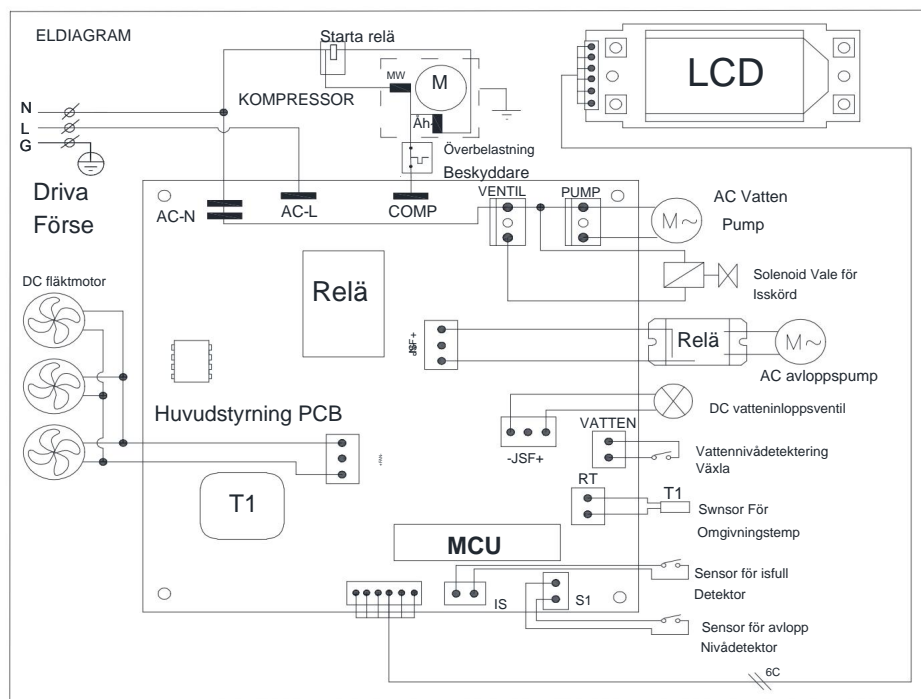 ELDIAGRAM
Starta relä
LCD
MW
M
KOMPRESSOR
N
L
G
Åh-
Överbelastning
Beskyddare
Driva
Förse
AC-N
AC-L
COMP
VENTIL
PUMP
M~
AC Vatten
Pump
DC fläktmotor
Relä
Solenoid Vale för
Isskörd
Relä
M~
AC avloppspump
Huvudstyrning PCB
DC vatteninloppsventil
VATTEN
-JSF+
Vattennivådetektering
Växla
RT
T1
T1
Swnsor För
Omgivningstemp
MCU
Sensor för isfull
Detektor
IS
S1
Sensor för avlopp
Nivådetektor
6C